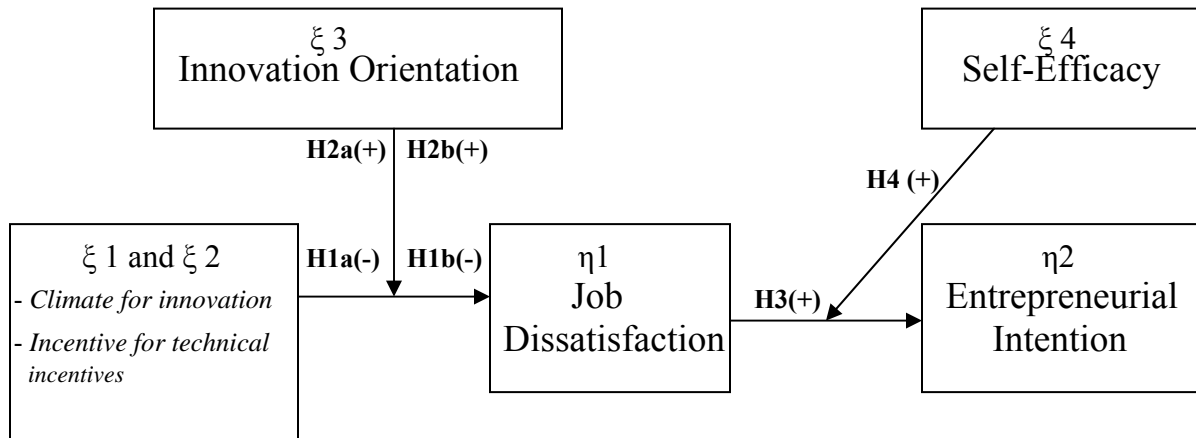 ξ 3
Innovation Orientation
ξ 4
Self-Efficacy
H2a(+) H2b(+)
H4 (+)
ξ 1 and ξ 2
- Climate for innovation
- Incentive for technical
incentives
H1a(-) H1b(-)
η1
Job
Dissatisfaction
H3(+)
η2
Entrepreneurial
Intention